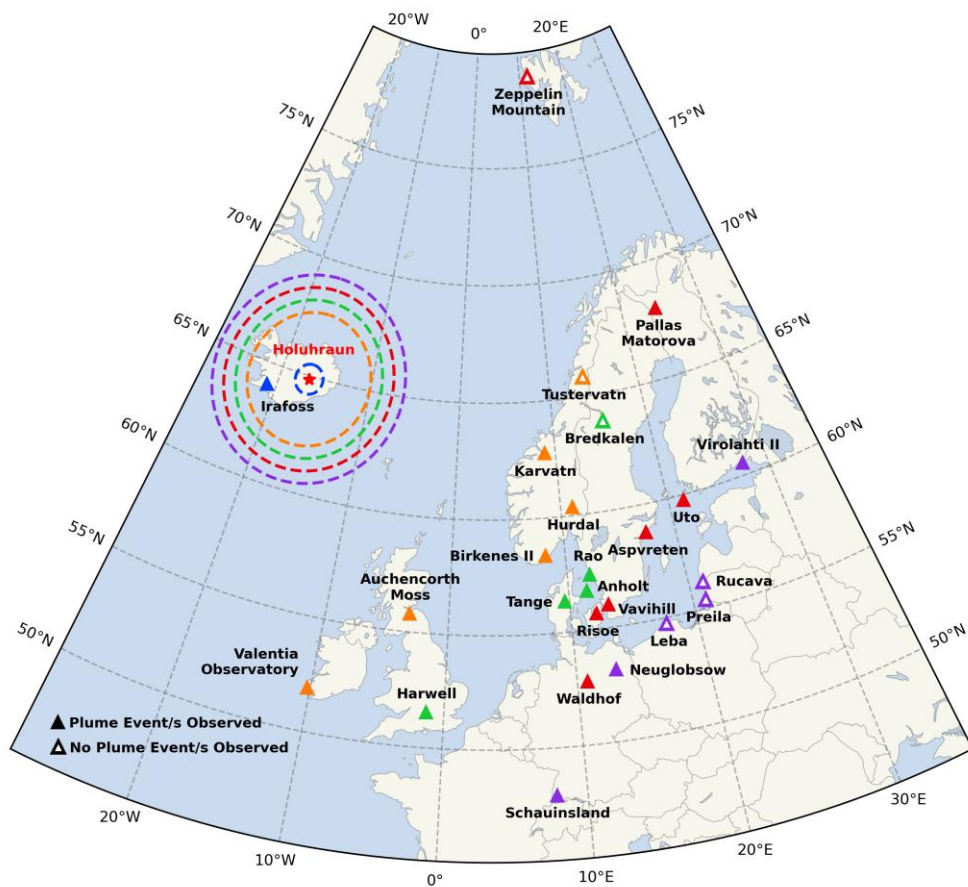 20°W
0°
20°E
75°N
75°N
Zeppelin
Mountain
70°N
70°N
65°N
65°N
Holuhraun
Irafoss
Pallas
Matorova
Tustervatn
Bredkalen
60°N
60°N
Virolahti II
Karvatn
Hurdal
Uto
Aspvreten
55°N
55°N
Birkenes II
Rao
Auchencorth
Moss
Anholt
Rucava
Tange
Vavihill
Preila
Risoe
Leba
50°N
50°N
Valentia
Observatory
Harwell
Neuglobsow
Waldhof
Plume Event/s Observed
No Plume Event/s Observed
Schauinsland
20°W
10°W
0°
10°E
20°E
30°E